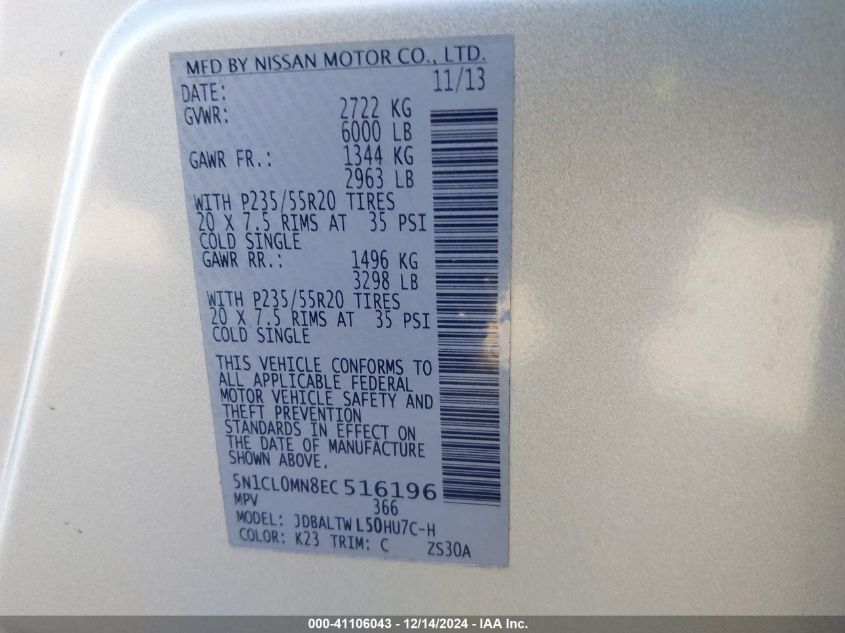 MFD BY NISSAN MOTOR CO., LTD.
DATE: 11/13
GVWR: 2722 KG
6000 LB
GAWR FR.: 1344 KG
2963 LB
WITH P235/55R20 TIRES
20 X 7.5 RIMS AT 35 PSI
COLD SINGLE
GAWR RR.: 1496 KG
3298 LB
WITH P235/55R20 TIRES
20 X 7.5 RIMS AT 35 PSI
COLD SINGLE
THIS VEHICLE CONFORMS TO
ALL APPLICABLE FEDERAL
MOTOR VEHICLE SAFETY AND
THEFT PREVENTION
STANDARDS IN EFFECT ON
THE DATE OF MANUFACTURE
SHOWN ABOVE.
5N1CL0MN8EC516196
MPV 366
MODEL: JDBALTWL50HU7C-H
COLOR: K23 TRIM: C ZS30A
000-41106043 / 12/14/2024 - IAA Inc.